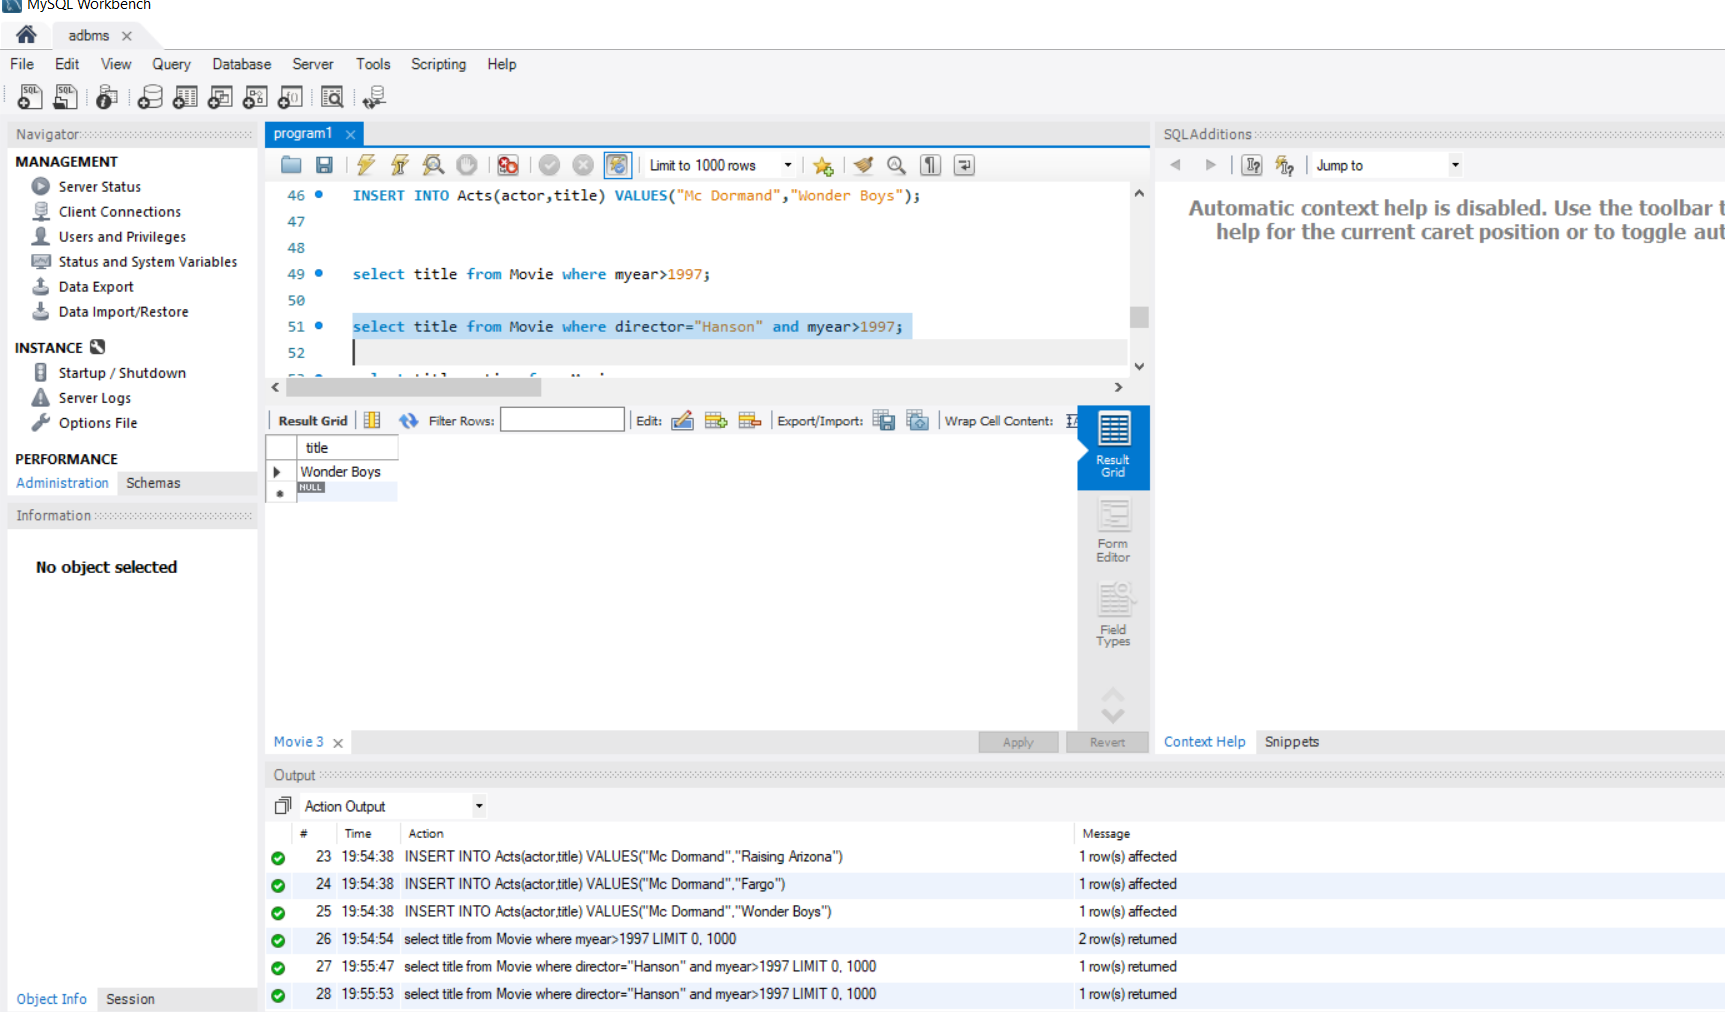 MySQL Workbench
adbms
File Edit View Query Database Server Tools Scripting Help
Navigator
MANAGEMENT
Server Status
Client Connections
Users and Privileges
Status and System Variables
Data Export
Data Import/Restore
INSTANCE
Startup / Shutdown
Server Logs
Options File
PERFORMANCE
Administration Schemas
Information
No object selected
Object Info Session
program1
Limit to 1000 rows
46 INSERT INTO Acts(actor,title) VALUES("Mc Dormand","Wonder Boys");
47
48
49 select title from Movie where myear>1997;
50
51 select title from Movie where director="Hanson" and myear>1997;
52
Result Grid Filter Rows: Edit: Export/Import: Wrap Cell Content:
title
Wonder Boys
NULL
Result
Grid
Form
Editor
Field
Types
Movie 3
Apply Revert
SQLAdditions
Jump to
Automatic context help is disabled. Use the toolbar
help for the current caret position or to toggle
Context Help Snippets
Output
Action Output
# Time Action Message
23 19:54:38 INSERT INTO Acts(actor,title) VALUES("Mc Dormand","Raising Arizona") 1 row(s) affected
24 19:54:38 INSERT INTO Acts(actor,title) VALUES("Mc Dormand","Fargo") 1 row(s) affected
25 19:54:38 INSERT INTO Acts(actor,title) VALUES("Mc Dormand","Wonder Boys") 1 row(s) affected
26 19:54:54 select title from Movie where myear>1997 LIMIT 0, 1000 2 row(s) returned
27 19:55:47 select title from Movie where director="Hanson" and myear>1997 LIMIT 0, 1000 1 row(s) returned
28 19:55:53 select title from Movie where director="Hanson" and myear>1997 LIMIT 0, 1000 1 row(s) returned